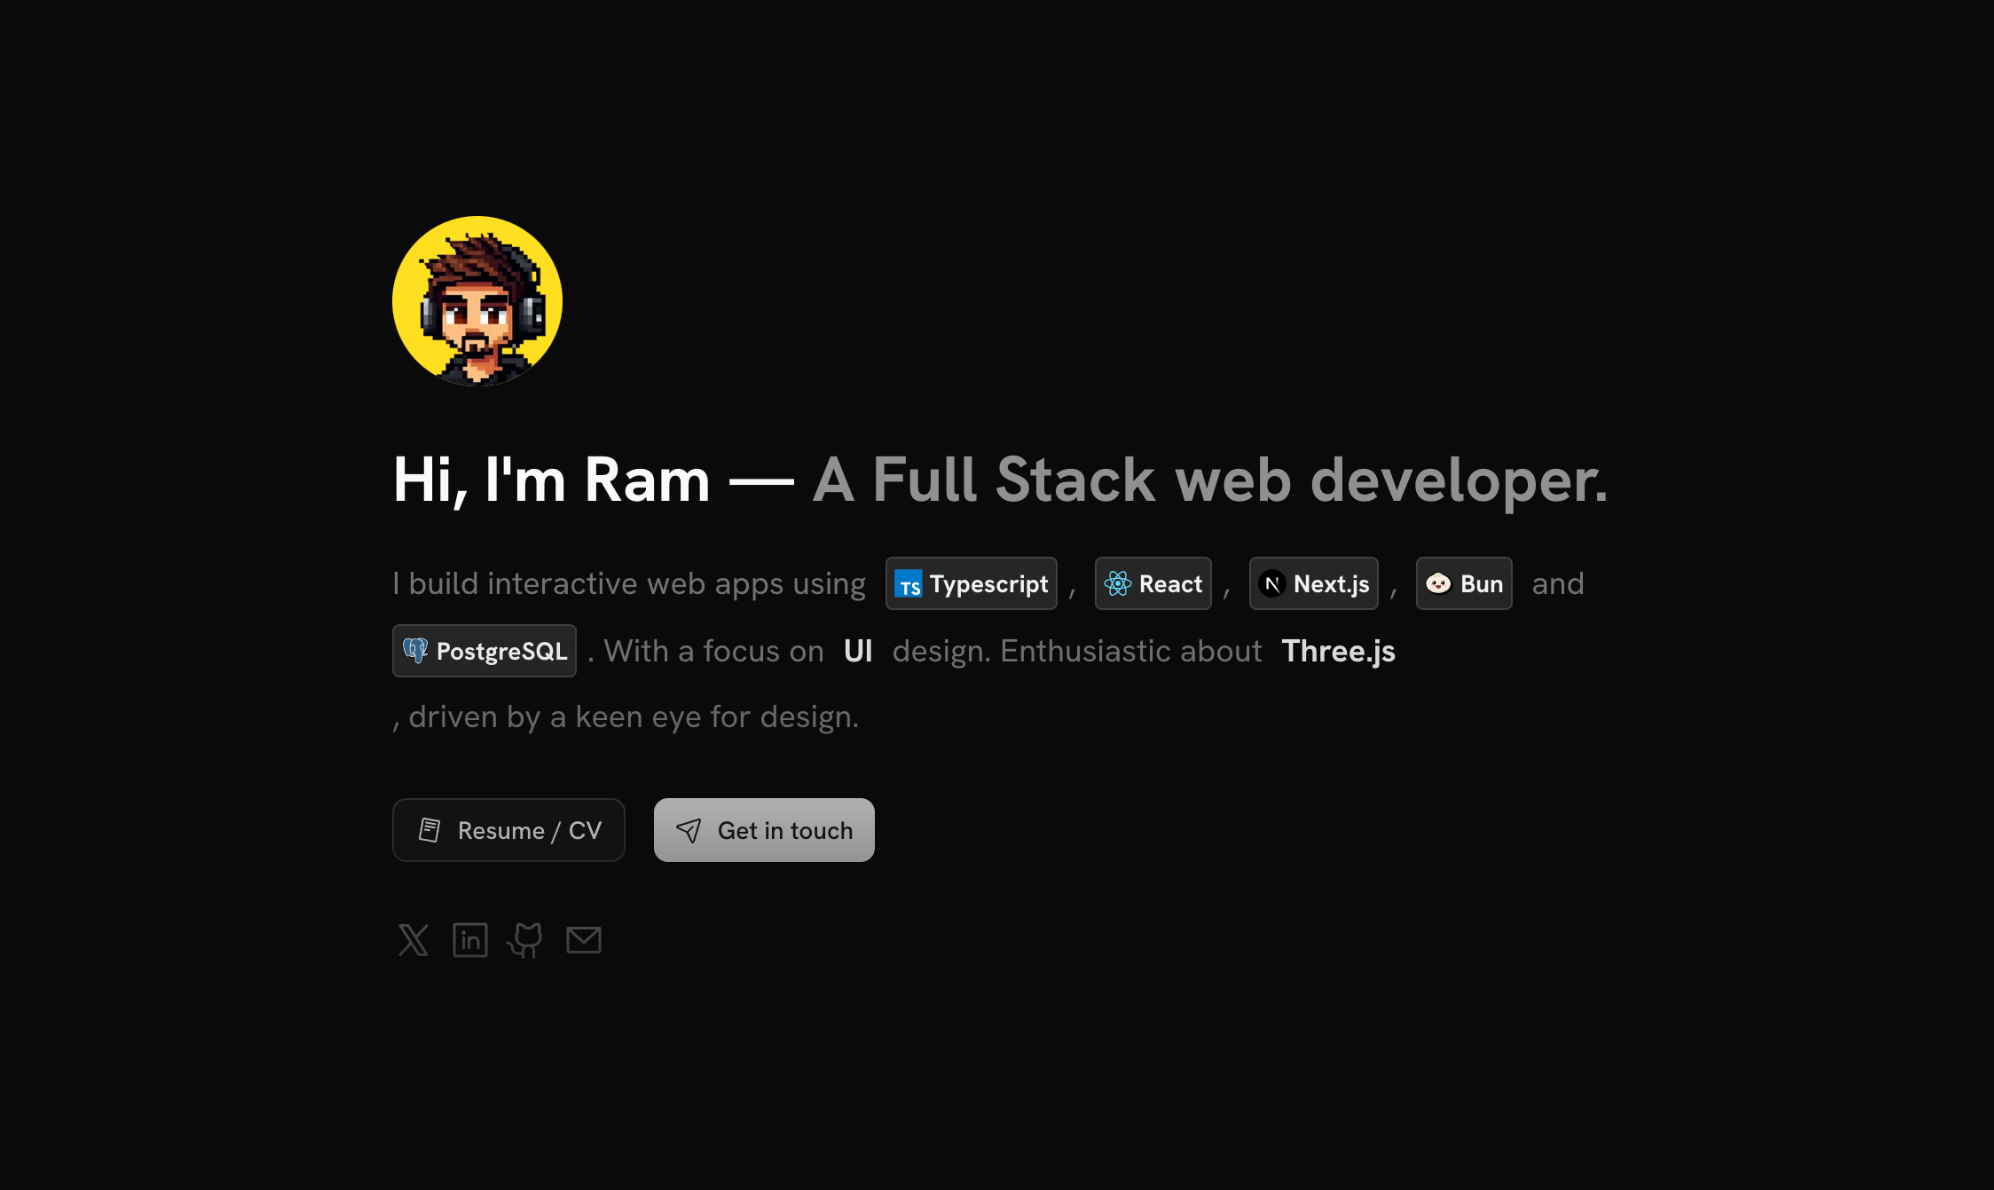 Hi, I'm Ram — A Full Stack web developer.
I build interactive web apps using TS Typescript , React , N Next.js , Bun and
PostgreSQL . With a focus on UI design. Enthusiastic about Three.js
, driven by a keen eye for design.
Resume / CV Get in touch
X in